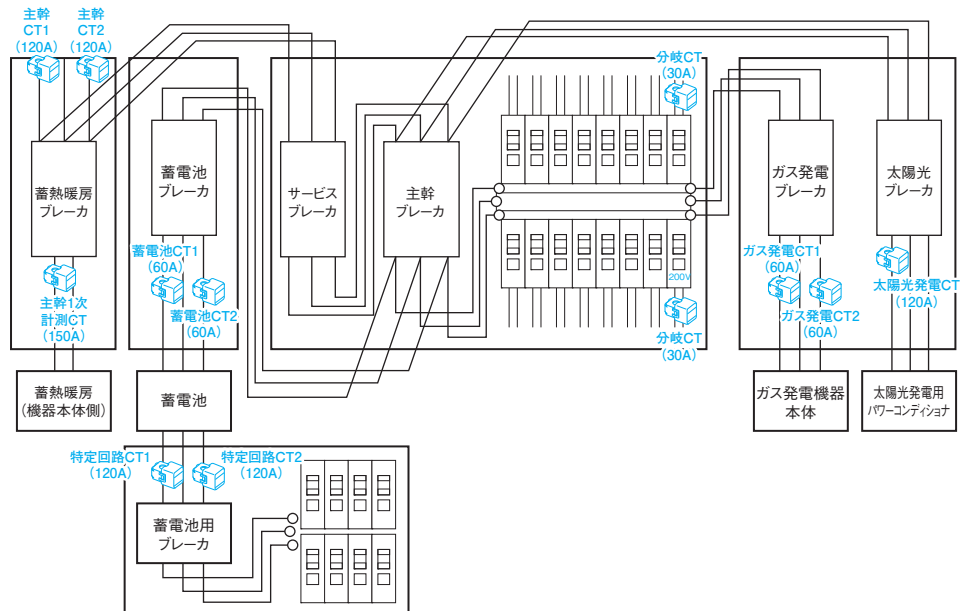 主幹
CT1
（120A）
主幹
CT2
（120A）
分岐CT
（30A）
蓄熱暖房
ブレーカ
蓄電池
ブレーカ
サービス
ブレーカ
主幹
ブレーカ
ガス発電
ブレーカ
太陽光
ブレーカ
蓄電池CT1
（60A）
蓄電池CT2
（60A）
主幹1次
計測CT
（150A）
200V
分岐CT
（30A）
ガス発電CT1
（60A）
ガス発電CT2
（60A）
太陽光発電CT
（120A）
蓄熱暖房
（機器本体側）
蓄電池
ガス発電機器
本体
太陽光発電用
パワーコンディショナ
特定回路CT1
（120A）
特定回路CT2
（120A）
蓄電池用
ブレーカ